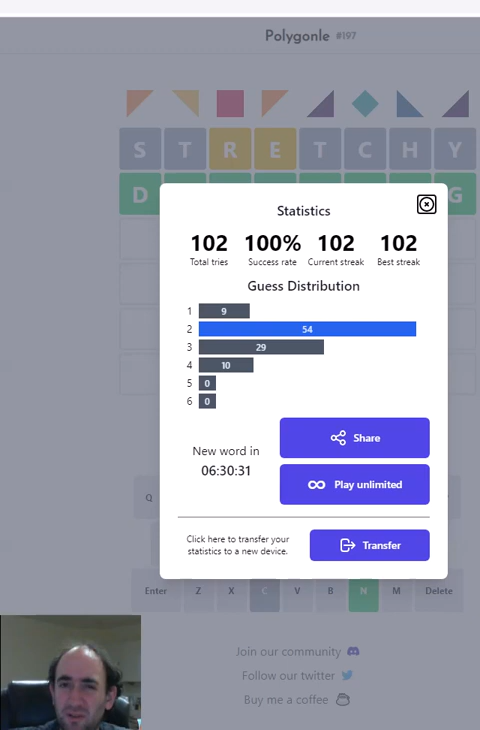 Polygonle #197
S T R E T C H Y
D G
Statistics
102 100% 102 102
Total tries Success rate Current streak Best streak
Guess Distribution
1 9
2 54
3 29
4 10
5 0
6 0
New word in
06:30:31
Share
Play unlimited
Click here to transfer your
statistics to a new device.
Transfer
Q
Enter Z X C V B N M Delete
Join our community
Follow our twitter
Buy me a coffee